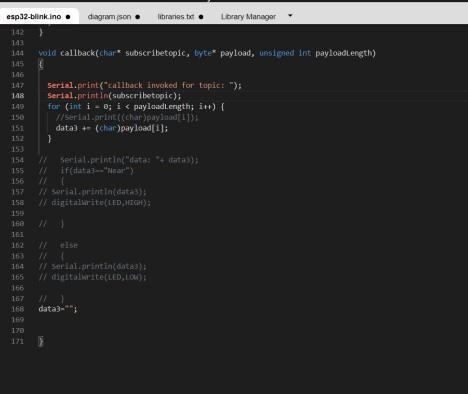 esp32-blink.ino ● diagram.json ● libraries.txt ● Library Manager ▼
142 }
143
144 void callback(char* subscribetopic, byte* payload, unsigned int payloadLength)
145 {
146
147 Serial.print("callback invoked for topic: ");
148 Serial.println(subscribetopic);
149 for (int i = 0; i < payloadLength; i++) {
150 //Serial.print((char)payload[i]);
151 data3 += (char)payload[i];
152 }
153
154 // Serial.println("data: "+ data3);
155 // if(data3=="Near")
156 // {
157 // Serial.println(data3);
158 // digitalWrite(LED,HIGH);
159
160 // }
161
162 // else
163 // {
164 // Serial.println(data3);
165 // digitalWrite(LED,LOW);
166
167 // }
168 data3="";
169
170
171 }